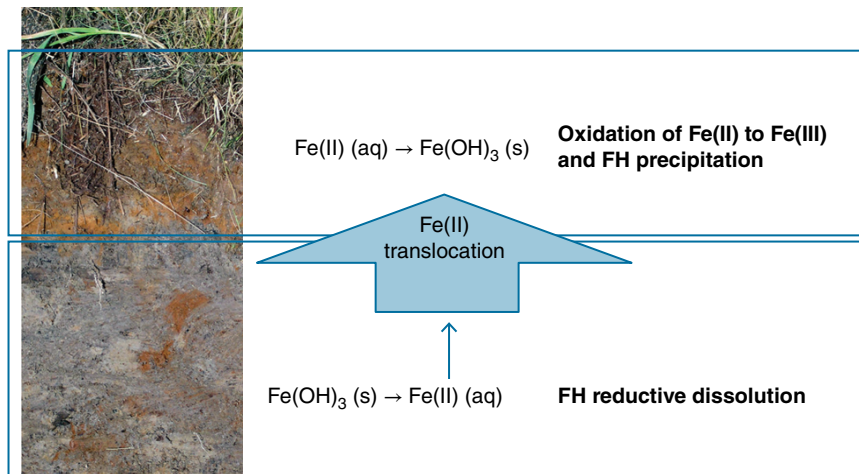 Fe(II) (aq) → Fe(OH)₃ (s)
Oxidation of Fe(II) to Fe(III)
and FH precipitation
Fe(II)
translocation
Fe(OH)₃ (s) → Fe(II) (aq)
FH reductive dissolution